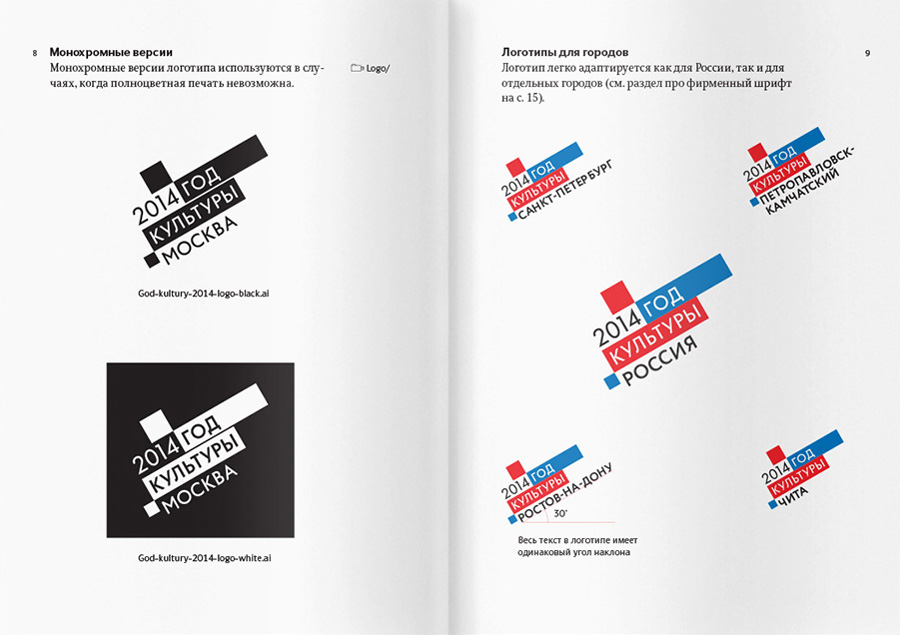 8
Монохромные версии
Монохромные версии логотипа используются в слу-
чаях, когда полноцветная печать невозможна.
Logo/
2014 ГОД
КУЛЬТУРЫ
МОСКВА
God-kultury-2014-logo-black.ai
2014 ГОД
КУЛЬТУРЫ
МОСКВА
God-kultury-2014-logo-white.ai
9
Логотипы для городов
Логотип легко адаптируется как для России, так и для
отдельных городов (см. раздел про фирменный шрифт
на с. 15).
2014 ГОД
КУЛЬТУРЫ
САНКТ-ПЕТЕРБУРГ
2014 ГОД
КУЛЬТУРЫ
ПЕТРОПАВЛОВСК-
КАМЧАТСКИЙ
2014 ГОД
КУЛЬТУРЫ
РОССИЯ
2014 ГОД
КУЛЬТУРЫ
РОСТОВ-НА-ДОНУ
30°
Весь текст в логотипе имеет
одинаковый угол наклона
2014 ГОД
КУЛЬТУРЫ
ЧИТА